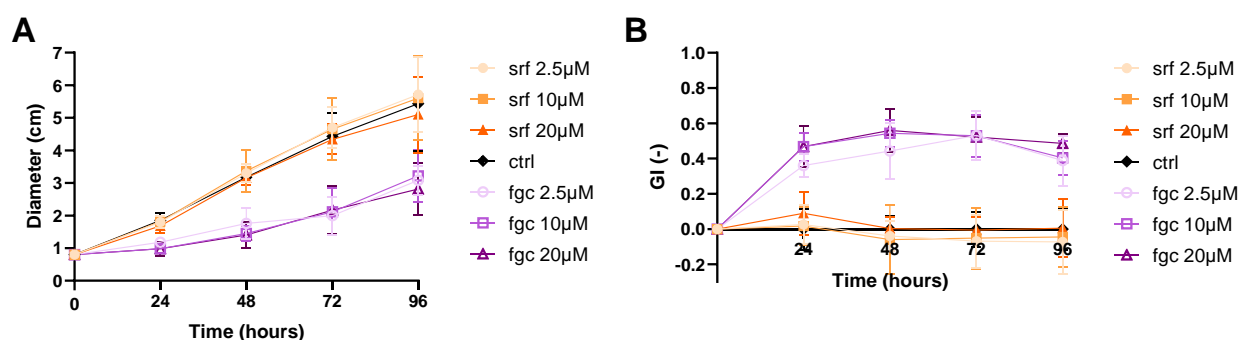 A
Diameter (cm)
7
6
5
4
3
2
1
0
0
24
48
72
96
Time (hours)
srf 2.5µM
srf 10µM
srf 20µM
ctrl
fgc 2.5µM
fgc 10µM
fgc 20µM
B
GI (-)
1.0
0.8
0.6
0.4
0.2
0.0
-0.2
24
48
72
96
Time (hours)
srf 2.5µM
srf 10µM
srf 20µM
ctrl
fgc 2.5µM
fgc 10µM
fgc 20µM